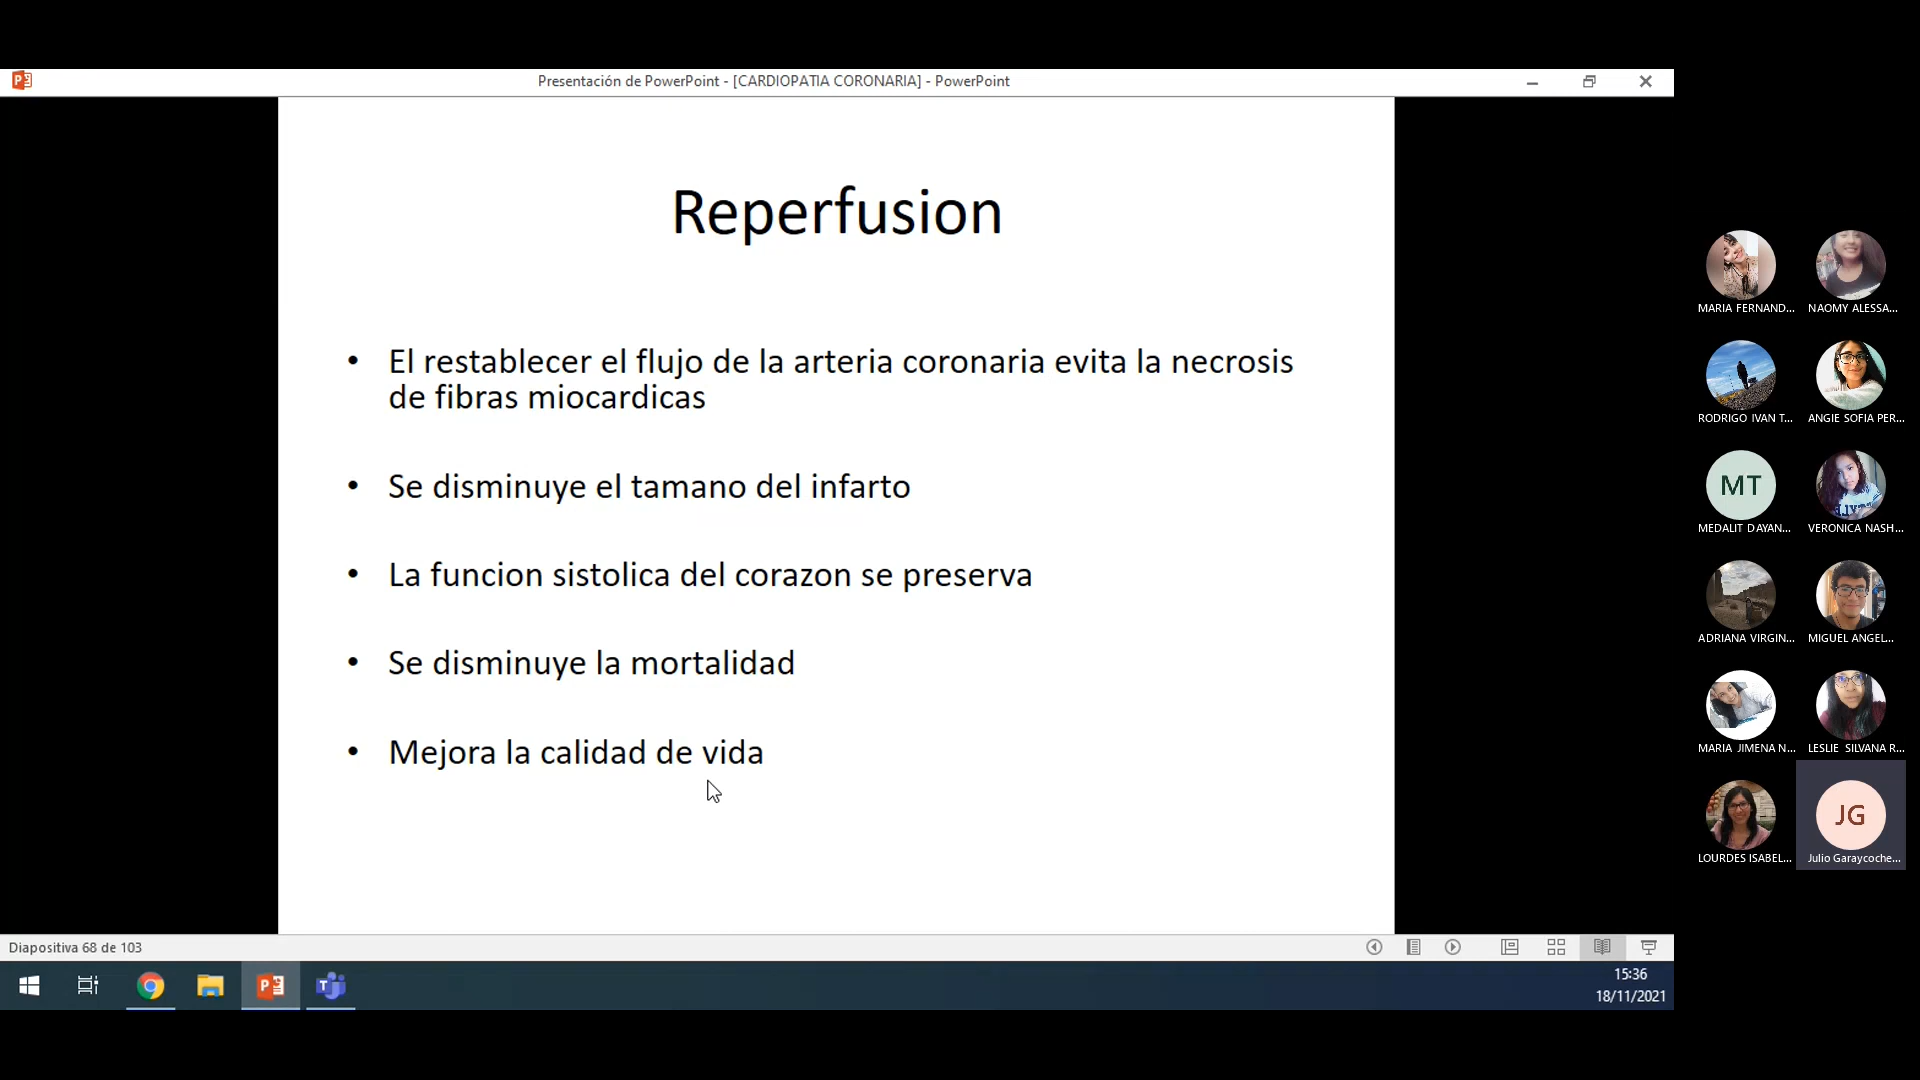 Presentación de PowerPoint - [CARDIOPATIA CORONARIA] - PowerPoint
Reperfusion
• El restablecer el flujo de la arteria coronaria evita la necrosis
de fibras miocardicas
• Se disminuye el tamano del infarto
• La funcion sistolica del corazon se preserva
• Se disminuye la mortalidad
• Mejora la calidad de vida
MARIA FERNAND...
NAOMY ALESSA...
RODRIGO IVAN T...
ANGIE SOFIA PER...
MT
MEDALIT DAYAN...
VERONICA NASH...
ADRIANA VIRGIN...
MIGUEL ANGEL...
MARIA JIMENA N...
LESLIE SILVANA R...
LOURDES ISABEL...
JG
Julio Garaycoche...
Diapositiva 68 de 103
15:36
18/11/2021